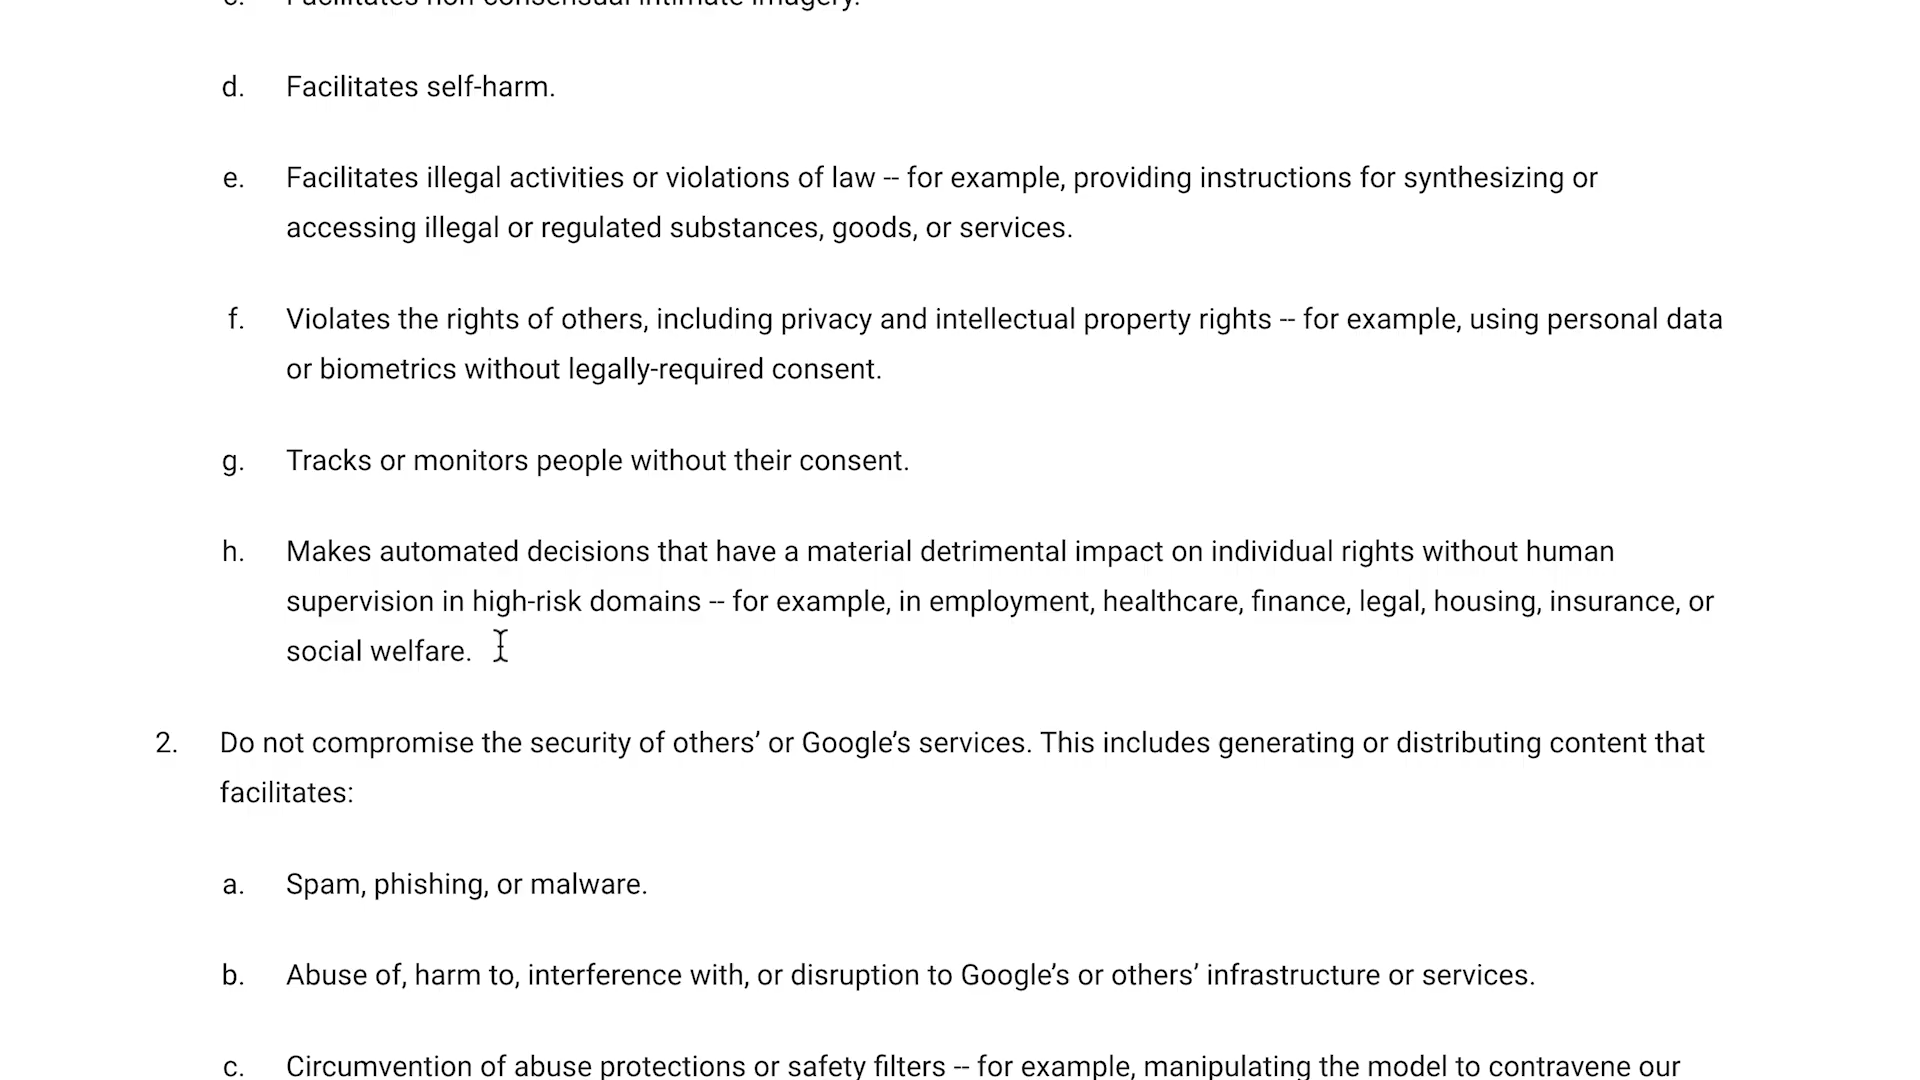 c. Facilitates non-consensual intimate imagery.
d. Facilitates self-harm.
e. Facilitates illegal activities or violations of law -- for example, providing instructions for synthesizing or
accessing illegal or regulated substances, goods, or services.
f. Violates the rights of others, including privacy and intellectual property rights -- for example, using personal data
or biometrics without legally-required consent.
g. Tracks or monitors people without their consent.
h. Makes automated decisions that have a material detrimental impact on individual rights without human
supervision in high-risk domains -- for example, in employment, healthcare, finance, legal, housing, insurance, or
social welfare.
2. Do not compromise the security of others’ or Google’s services. This includes generating or distributing content that
facilitates:
a. Spam, phishing, or malware.
b. Abuse of, harm to, interference with, or disruption to Google’s or others’ infrastructure or services.
c. Circumvention of abuse protections or safety filters -- for example, manipulating the model to contravene our